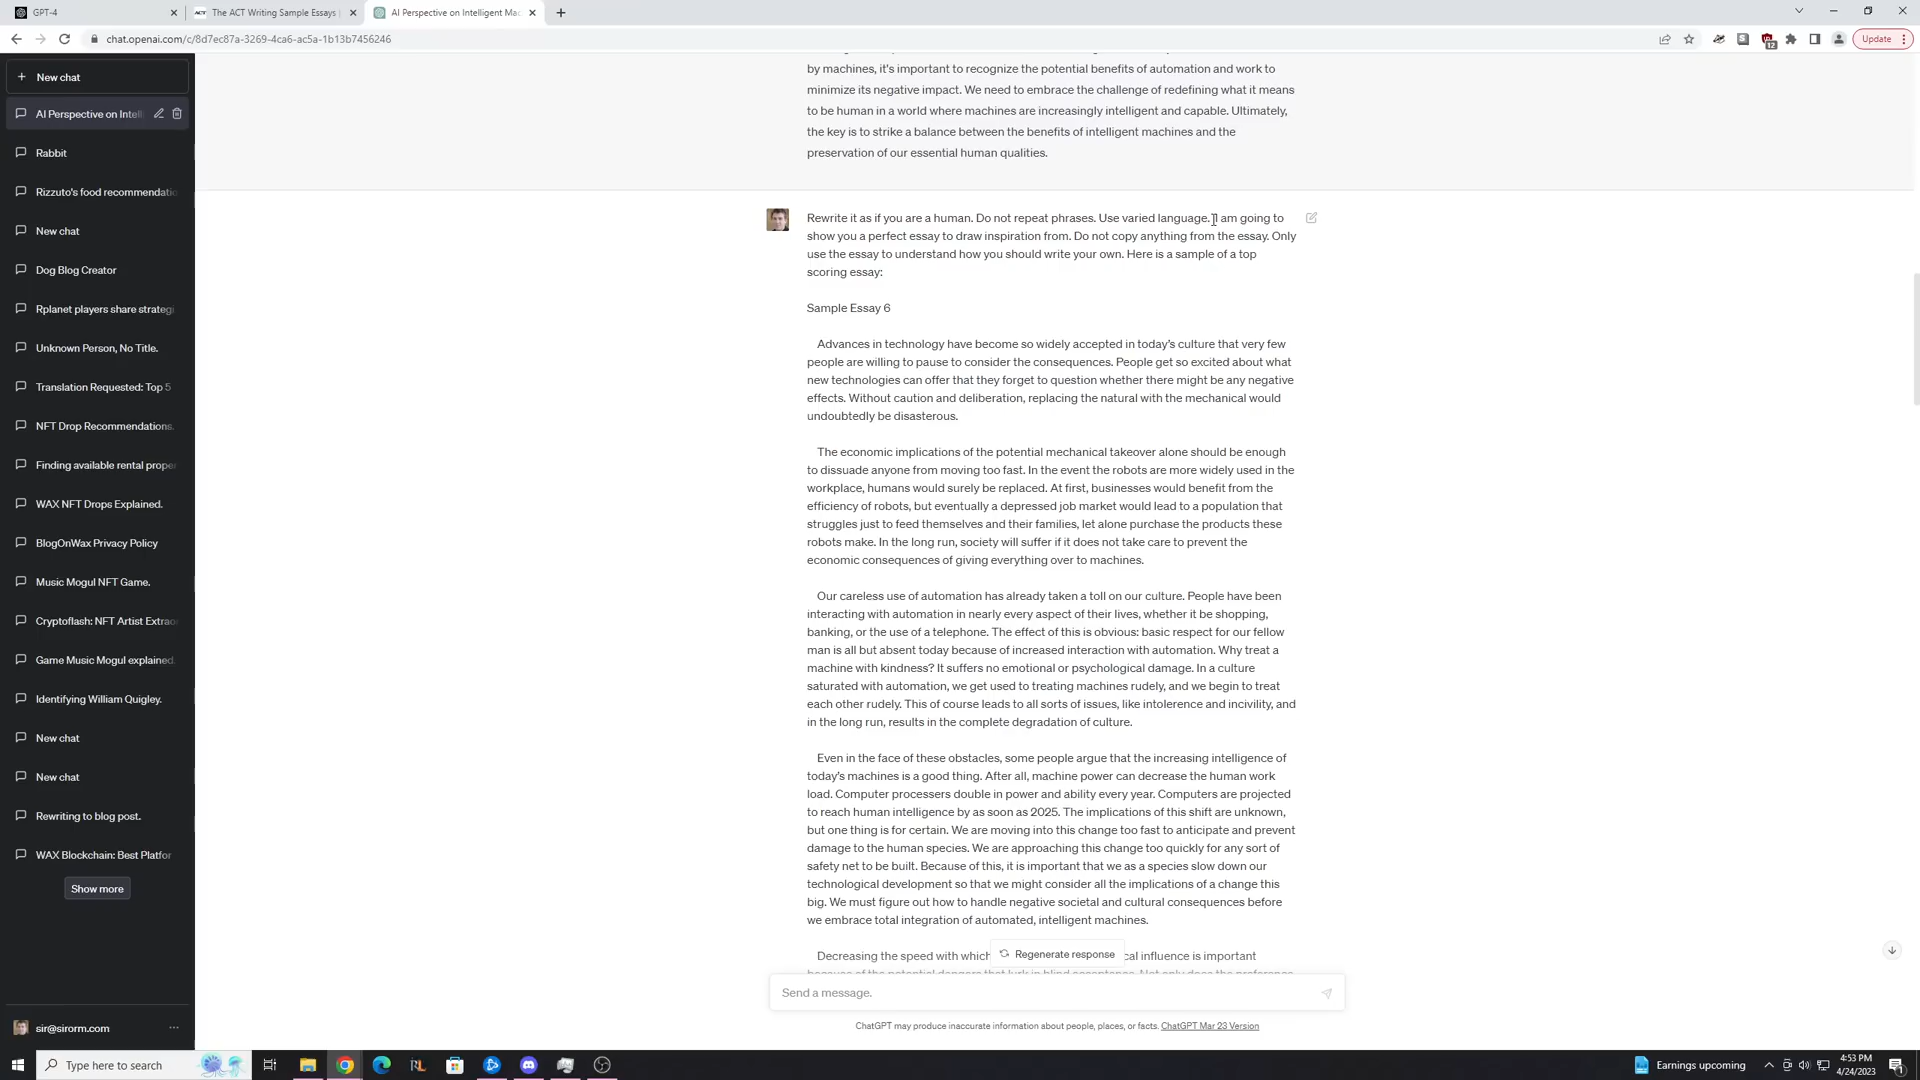 GPT-4
The ACT Writing Sample Essays
AI Perspective on Intelligent Mac
chat.openai.com/c/8d7ec87a-3269-4ca6-ac5a-1b13b7456246
Update
12
New chat
AI Perspective on Intelli
Rabbit
Rizzuto's food recommendatio
New chat
Dog Blog Creator
Rplanet players share strategi
Unknown Person, No Title.
Translation Requested: Top 5
NFT Drop Recommendations.
Finding available rental prope
WAX NFT Drops Explained.
BlogOnWax Privacy Policy
Music Mogul NFT Game.
Cryptoflash: NFT Artist Extrao
Game Music Mogul explained.
Identifying William Quigley.
New chat
New chat
Rewriting to blog post.
WAX Blockchain: Best Platfor
Show more
sir@sirorm.com
by machines, it's important to recognize the potential benefits of automation and work to
minimize its negative impact. We need to embrace the challenge of redefining what it means
to be human in a world where machines are increasingly intelligent and capable. Ultimately,
the key is to strike a balance between the benefits of intelligent machines and the
preservation of our essential human qualities.
Rewrite it as if you are a human. Do not repeat phrases. Use varied language. I am going to
show you a perfect essay to draw inspiration from. Do not copy anything from the essay. Only
use the essay to understand how you should write your own. Here is a sample of a top
scoring essay:
Sample Essay 6
Advances in technology have become so widely accepted in today's culture that very few
people are willing to pause to consider the consequences. People get so excited about what
new technologies can offer that they forget to question whether there might be any negative
effects. Without caution and deliberation, replacing the natural with the mechanical would
undoubtedly be disasterous.
The economic implications of the potential mechanical takeover alone should be enough
to dissuade anyone from moving too fast. In the event the robots are more widely used in the
workplace, humans would surely be replaced. At first, businesses would benefit from the
efficiency of robots, but eventually a depressed job market would lead to a population that
struggles just to feed themselves and their families, let alone purchase the products these
robots make. In the long run, society will suffer if it does not take care to prevent the
economic consequences of giving everything over to machines.
Our careless use of automation has already taken a toll on our culture. People have been
interacting with automation in nearly every aspect of their lives, whether it be shopping,
banking, or the use of a telephone. The effect of this is obvious: basic respect for our fellow
man is all but absent today because of increased interaction with automation. Why treat a
machine with kindness? It suffers no emotional or psychological damage. In a culture
saturated with automation, we get used to treating machines rudely, and we begin to treat
each other rudely. This of course leads to all sorts of issues, like intolerence and incivility, and
in the long run, results in the complete degradation of culture.
Even in the face of these obstacles, some people argue that the increasing intelligence of
today's machines is a good thing. After all, machine power can decrease the human work
load. Computer processers double in power and ability every year. Computers are projected
to reach human intelligence by as soon as 2025. The implications of this shift are unknown,
but one thing is for certain. We are moving into this change too fast to anticipate and prevent
damage to the human species. We are approaching this change too quickly for any sort of
safety net to be built. Because of this, it is important that we as a species slow down our
technological development so that we might consider all the implications of a change this
big. We must figure out how to handle negative societal and cultural consequences before
we embrace total integration of automated, intelligent machines.
Decreasing the speed with which cal influence is important
Regenerate response
because of the potential dangers that lurk in blind acceptance. Not only does the preference
Send a message.
ChatGPT may produce inaccurate information about people, places, or facts. ChatGPT Mar 23 Version
Type here to search
Earnings upcoming
4:53 PM
4/24/2023